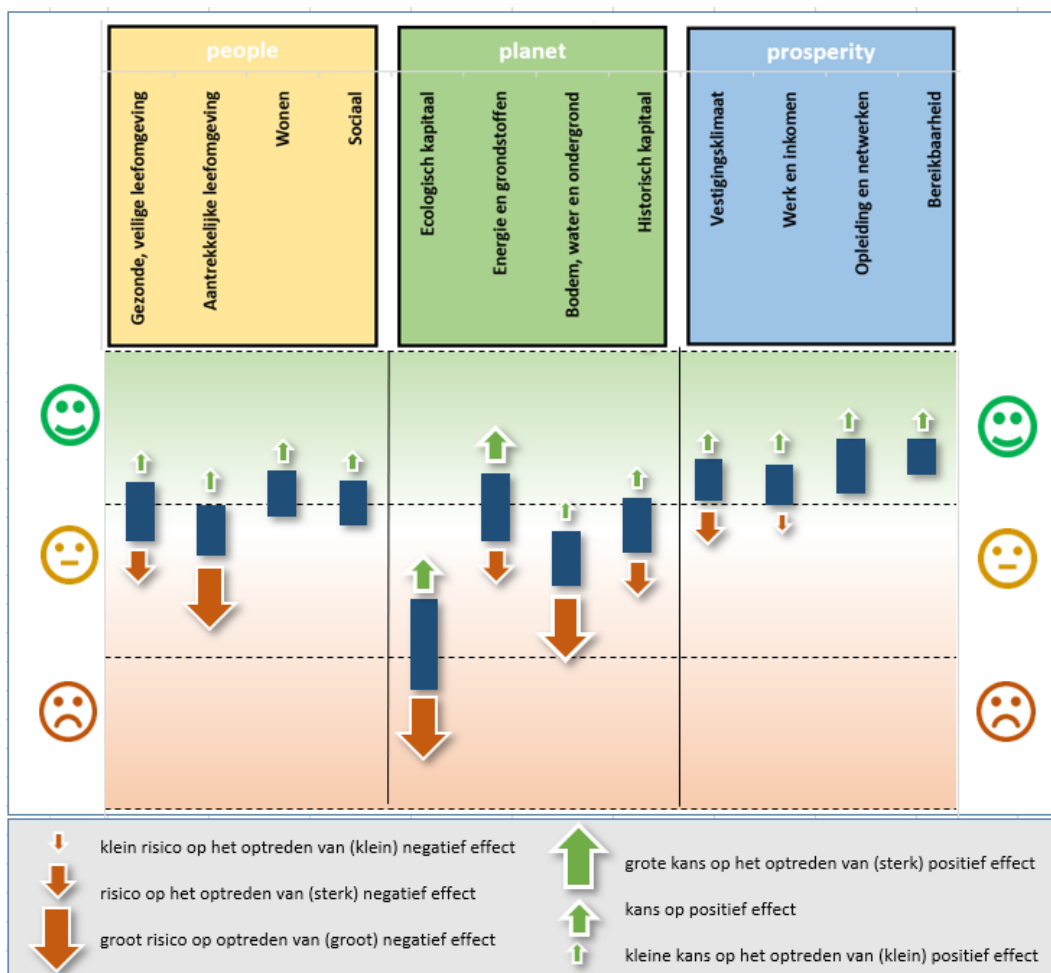 people
planet
prosperity
Gezonde, veilige leefomgeving
Aantrekkelijke leefomgeving
Wonen
Sociaal
Ecologisch kapitaal
Energie en grondstoffen
Bodem, water en ondergrond
Historisch kapitaal
Vestigingsklimaat
Werk en inkomen
Opleiding en netwerken
Bereikbaarheid
klein risico op het optreden van (klein) negatief effect
risico op het optreden van (sterk) negatief effect
groot risico op optreden van (groot) negatief effect
grote kans op het optreden van (sterk) positief effect
kans op positief effect
kleine kans op het optreden van (klein) positief effect